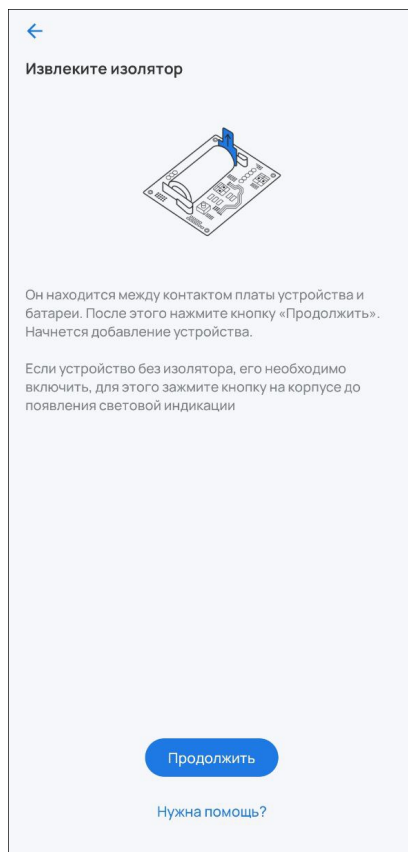 Извлеките изолятор
Он находится между контактом платы устройства и
батареи. После этого нажмите кнопку «Продолжить».
Начнется добавление устройства.
Если устройство без изолятора, его необходимо
включить, для этого зажмите кнопку на корпусе до
появления световой индикации
Продолжить
Нужна помощь?